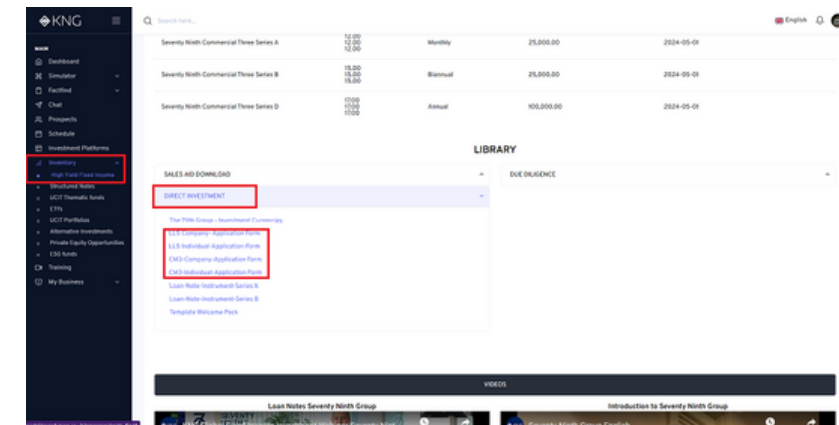 KNG
Search here...
English
MAIN
Dashboard
Simulator
Factfind
Chat
Prospects
Schedule
Investment Platforms
Inventory
High Yield Fixed Income
Structured Notes
UCIT Thematic funds
ETFs
UCIT Portfolios
Alternative Investments
Private Equity Opportunities
ESG funds
Training
My Business
Seventy Ninth Commercial Three Series A 12.00 12.00 12.00 Monthly 25,000.00 2024-05-01
Seventy Ninth Commercial Three Series B 15.00 15.00 15.00 Biannual 25,000.00 2024-05-01
Seventy Ninth Commercial Three Series D 17.00 17.00 17.00 Annual 100,000.00 2024-05-01
LIBRARY
SALES AID DOWNLOAD
DUE DILIGENCE
DIRECT INVESTMENT
The 79th Group - Investment
LL5-Company- Application Form
LL5-Individual-Application-Form
CM3-Company-Application Form
CM3-Individual-Application Form
Loan-Note-Instrument-Series A
Loan-Note-Instrument-Series B
Template Welcome Pack
VIDEOS
Loan Notes Seventy Ninth Group
Introduction to Seventy Ninth Group